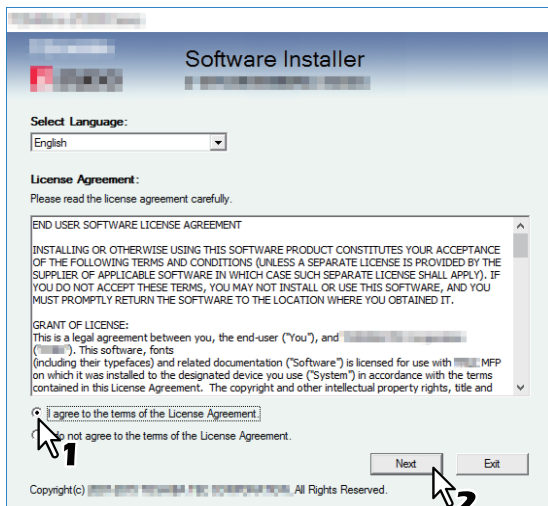 Software Installer
Select Language:
English
License Agreement:
Please read the license agreement carefully.
END USER SOFTWARE LICENSE AGREEMENT
INSTALLING OR OTHERWISE USING THIS SOFTWARE PRODUCT CONSTITUTES YOUR ACCEPTANCE
OF THE FOLLOWING TERMS AND CONDITIONS (UNLESS A SEPARATE LICENSE IS PROVIDED BY THE
SUPPLIER OF APPLICABLE SOFTWARE IN WHICH CASE SUCH SEPARATE LICENSE SHALL APPLY). IF
YOU DO NOT ACCEPT THESE TERMS, YOU MAY NOT INSTALL OR USE THIS SOFTWARE, AND YOU
MUST PROMPTLY RETURN THE SOFTWARE TO THE LOCATION WHERE YOU OBTAINED IT.
GRANT OF LICENSE:
This is a legal agreement between you, the end-user ("You"), and
("     "). This software, fonts
(including their typefaces) and related documentation ("Software") is licensed for use with MFP
on which it was installed to the designated device you use ("System") in accordance with the terms
contained in this License Agreement. The copyright and other intellectual property rights, title and
I agree to the terms of the License Agreement.
do not agree to the terms of the License Agreement.
1
Next
Exit
2
Copyright(c) All Rights Reserved.